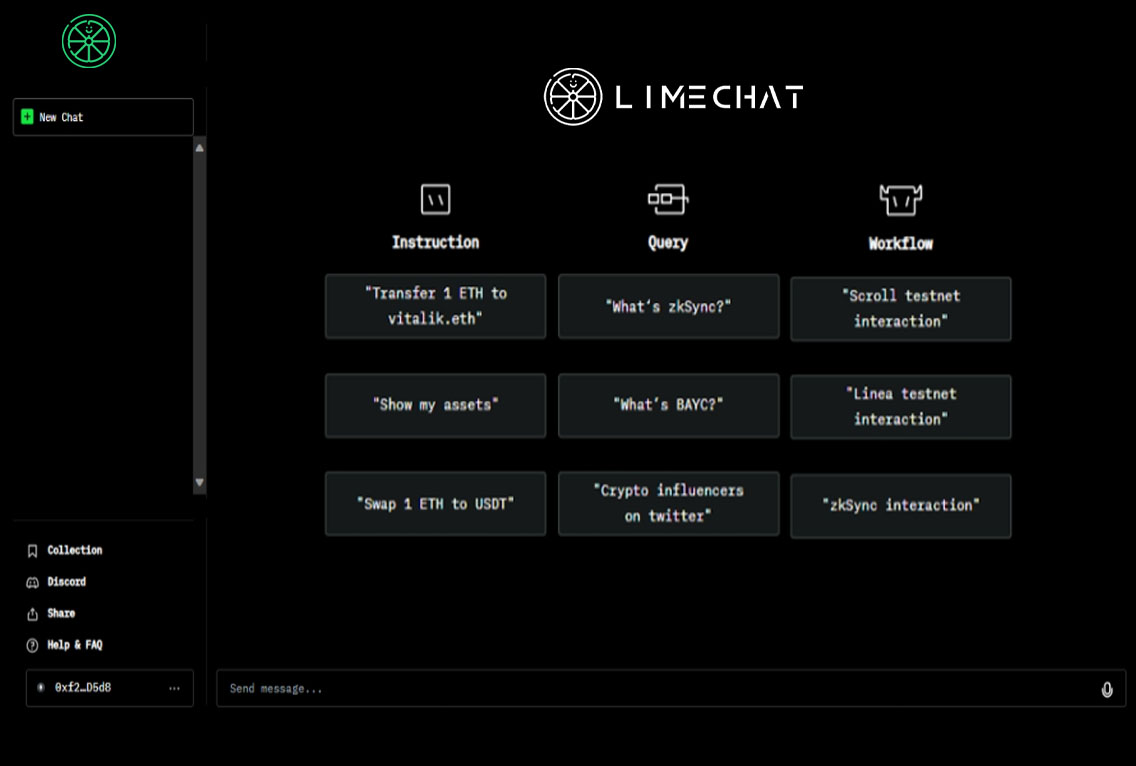 LIMECHAT
New Chat
Instruction
Query
Workflow
"Transfer 1 ETH to
vitalik.eth"
"What's zkSync?"
"Scroll testnet
interaction"
"Show my assets"
"What's BAYC?"
"Linea testnet
interaction"
"Swap 1 ETH to USDT"
"Crypto influencers
on twitter"
"zkSync interaction"
Collection
Discord
Share
Help & FAQ
0xf2…D5d8
Send message...